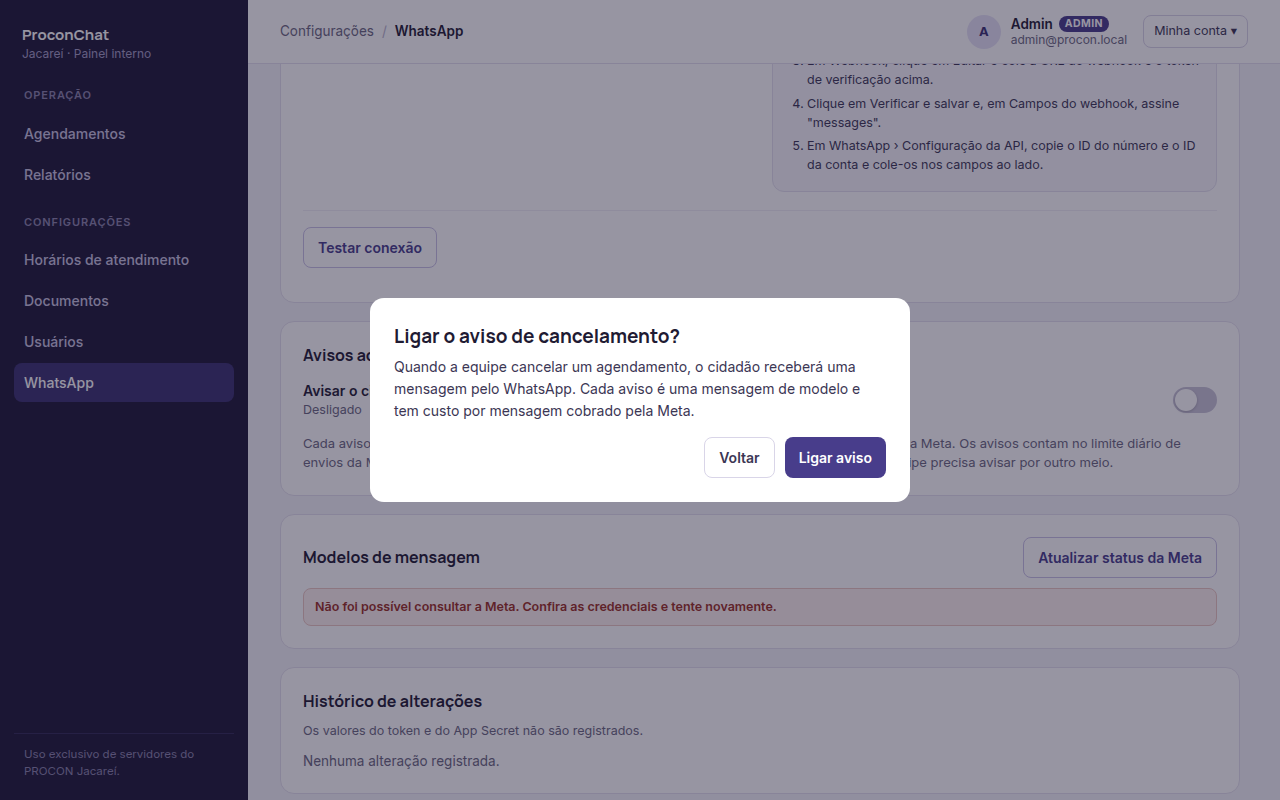 ProconChat
Jacareí · Painel interno
OPERAÇÃO
Agendamentos
Relatórios
CONFIGURAÇÕES
Horários de atendimento
Documentos
Usuários
WhatsApp
Uso exclusivo de servidores do
PROCON Jacareí.
Configurações / WhatsApp
A
Admin ADMIN
admin@procon.local
Minha conta ▾
de verificação acima.
4. Clique em Verificar e salvar e, em Campos do webhook, assine
"messages".
5. Em WhatsApp › Configuração da API, copie o ID do número e o ID
da conta e cole-os nos campos ao lado.
Testar conexão
Ligar o aviso de cancelamento?
Quando a equipe cancelar um agendamento, o cidadão receberá uma
mensagem pelo WhatsApp. Cada aviso é uma mensagem de modelo e
tem custo por mensagem cobrado pela Meta.
Voltar
Ligar aviso
Avisos
Avisar o
Desligado
Cada aviso
a Meta. Os avisos contam no limite diário de
envios da
precisa avisar por outro meio.
Modelos de mensagem
Atualizar status da Meta
Não foi possível consultar a Meta. Confira as credenciais e tente novamente.
Histórico de alterações
Os valores do token e do App Secret não são registrados.
Nenhuma alteração registrada.